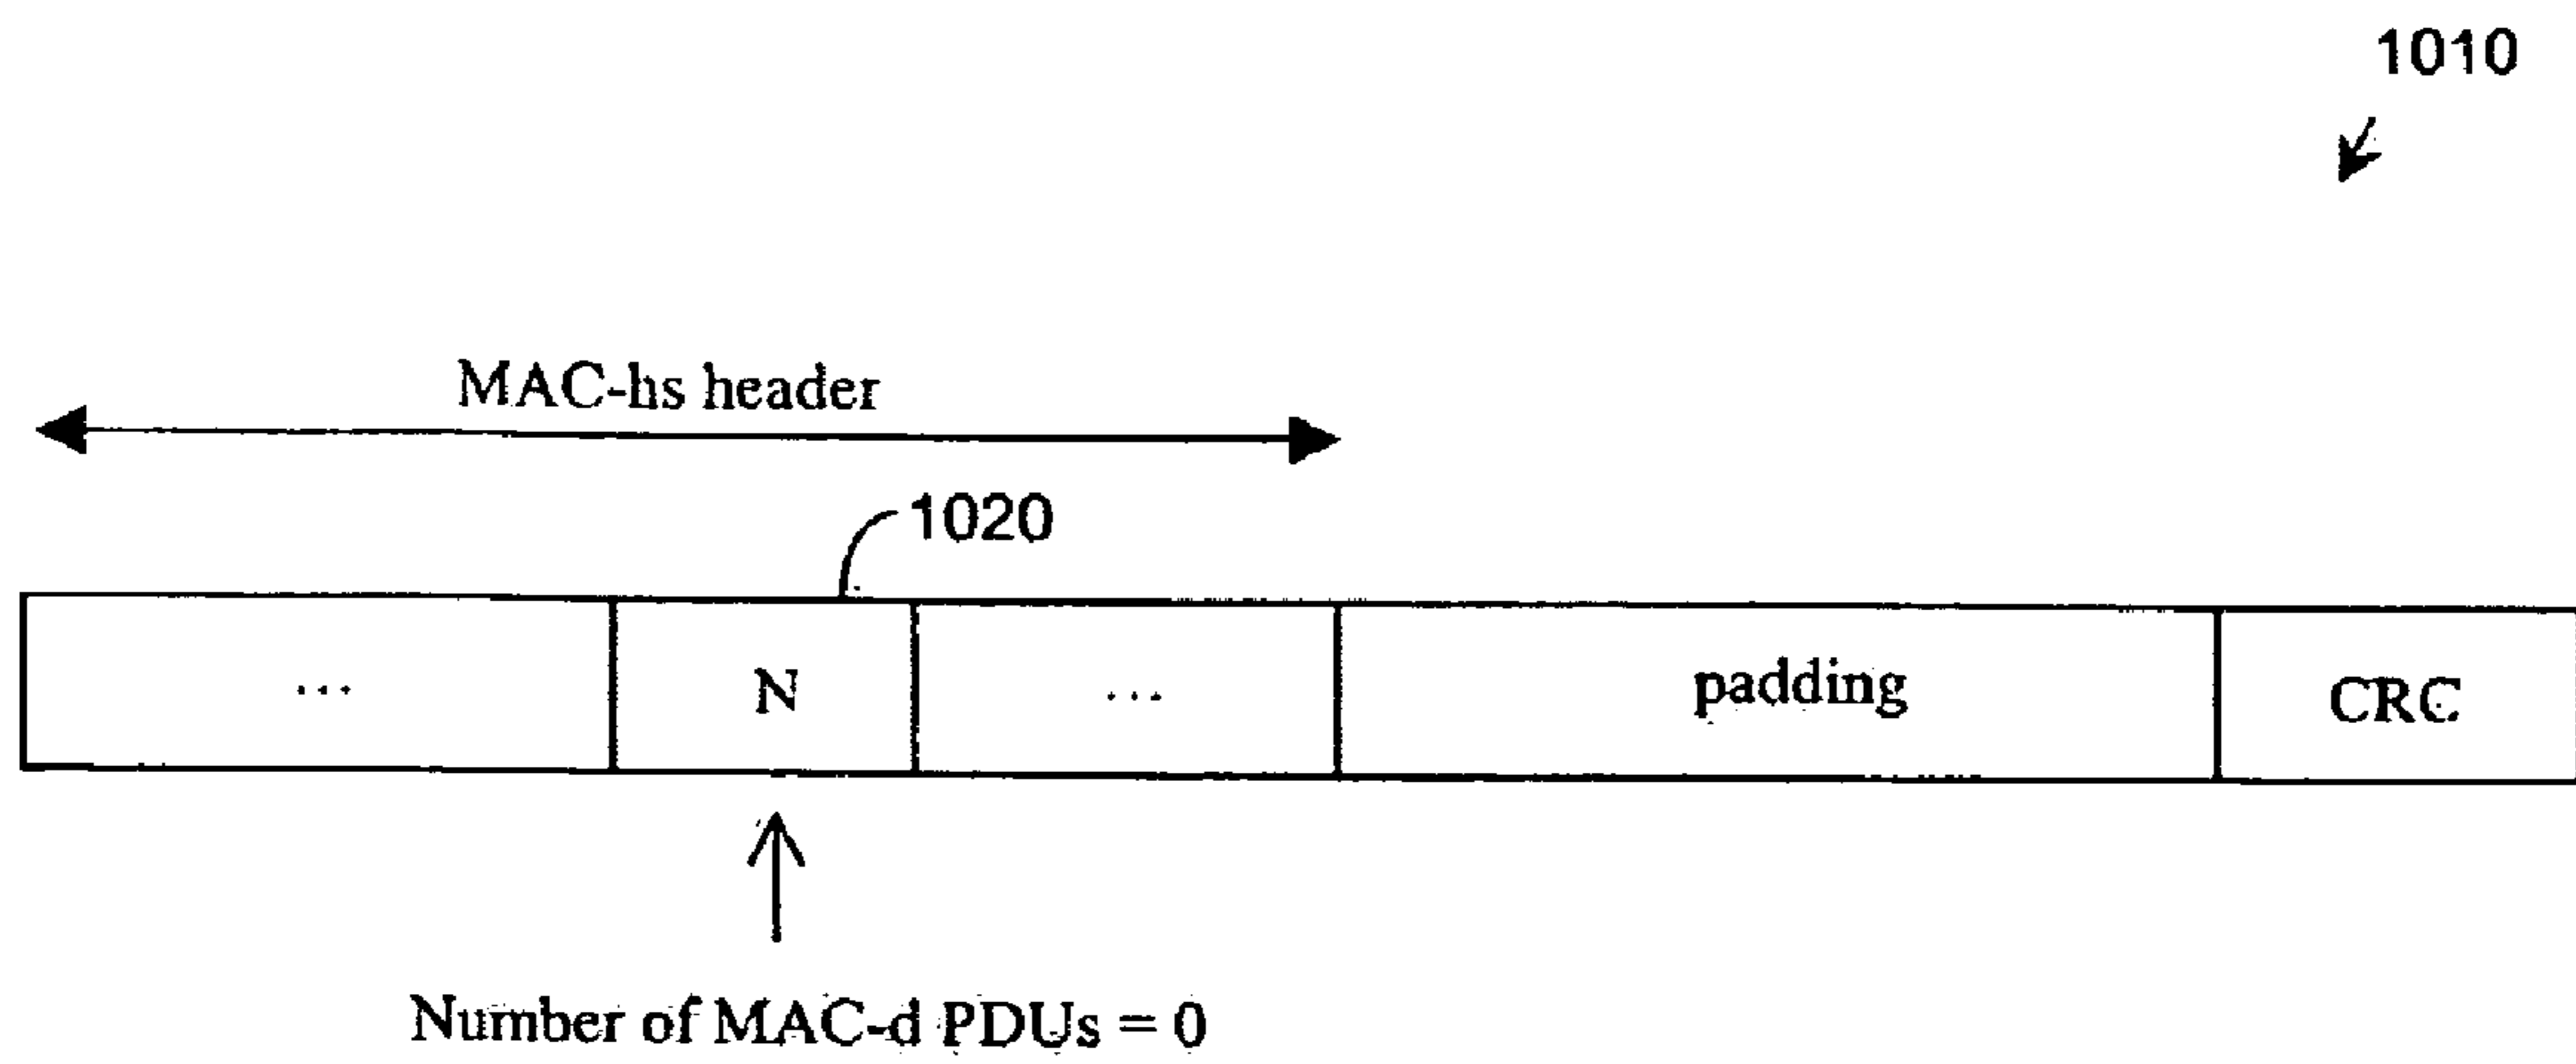 1010
MAC-hs header
1020
... N ... padding CRC
Number of MAC-d PDUs = 0